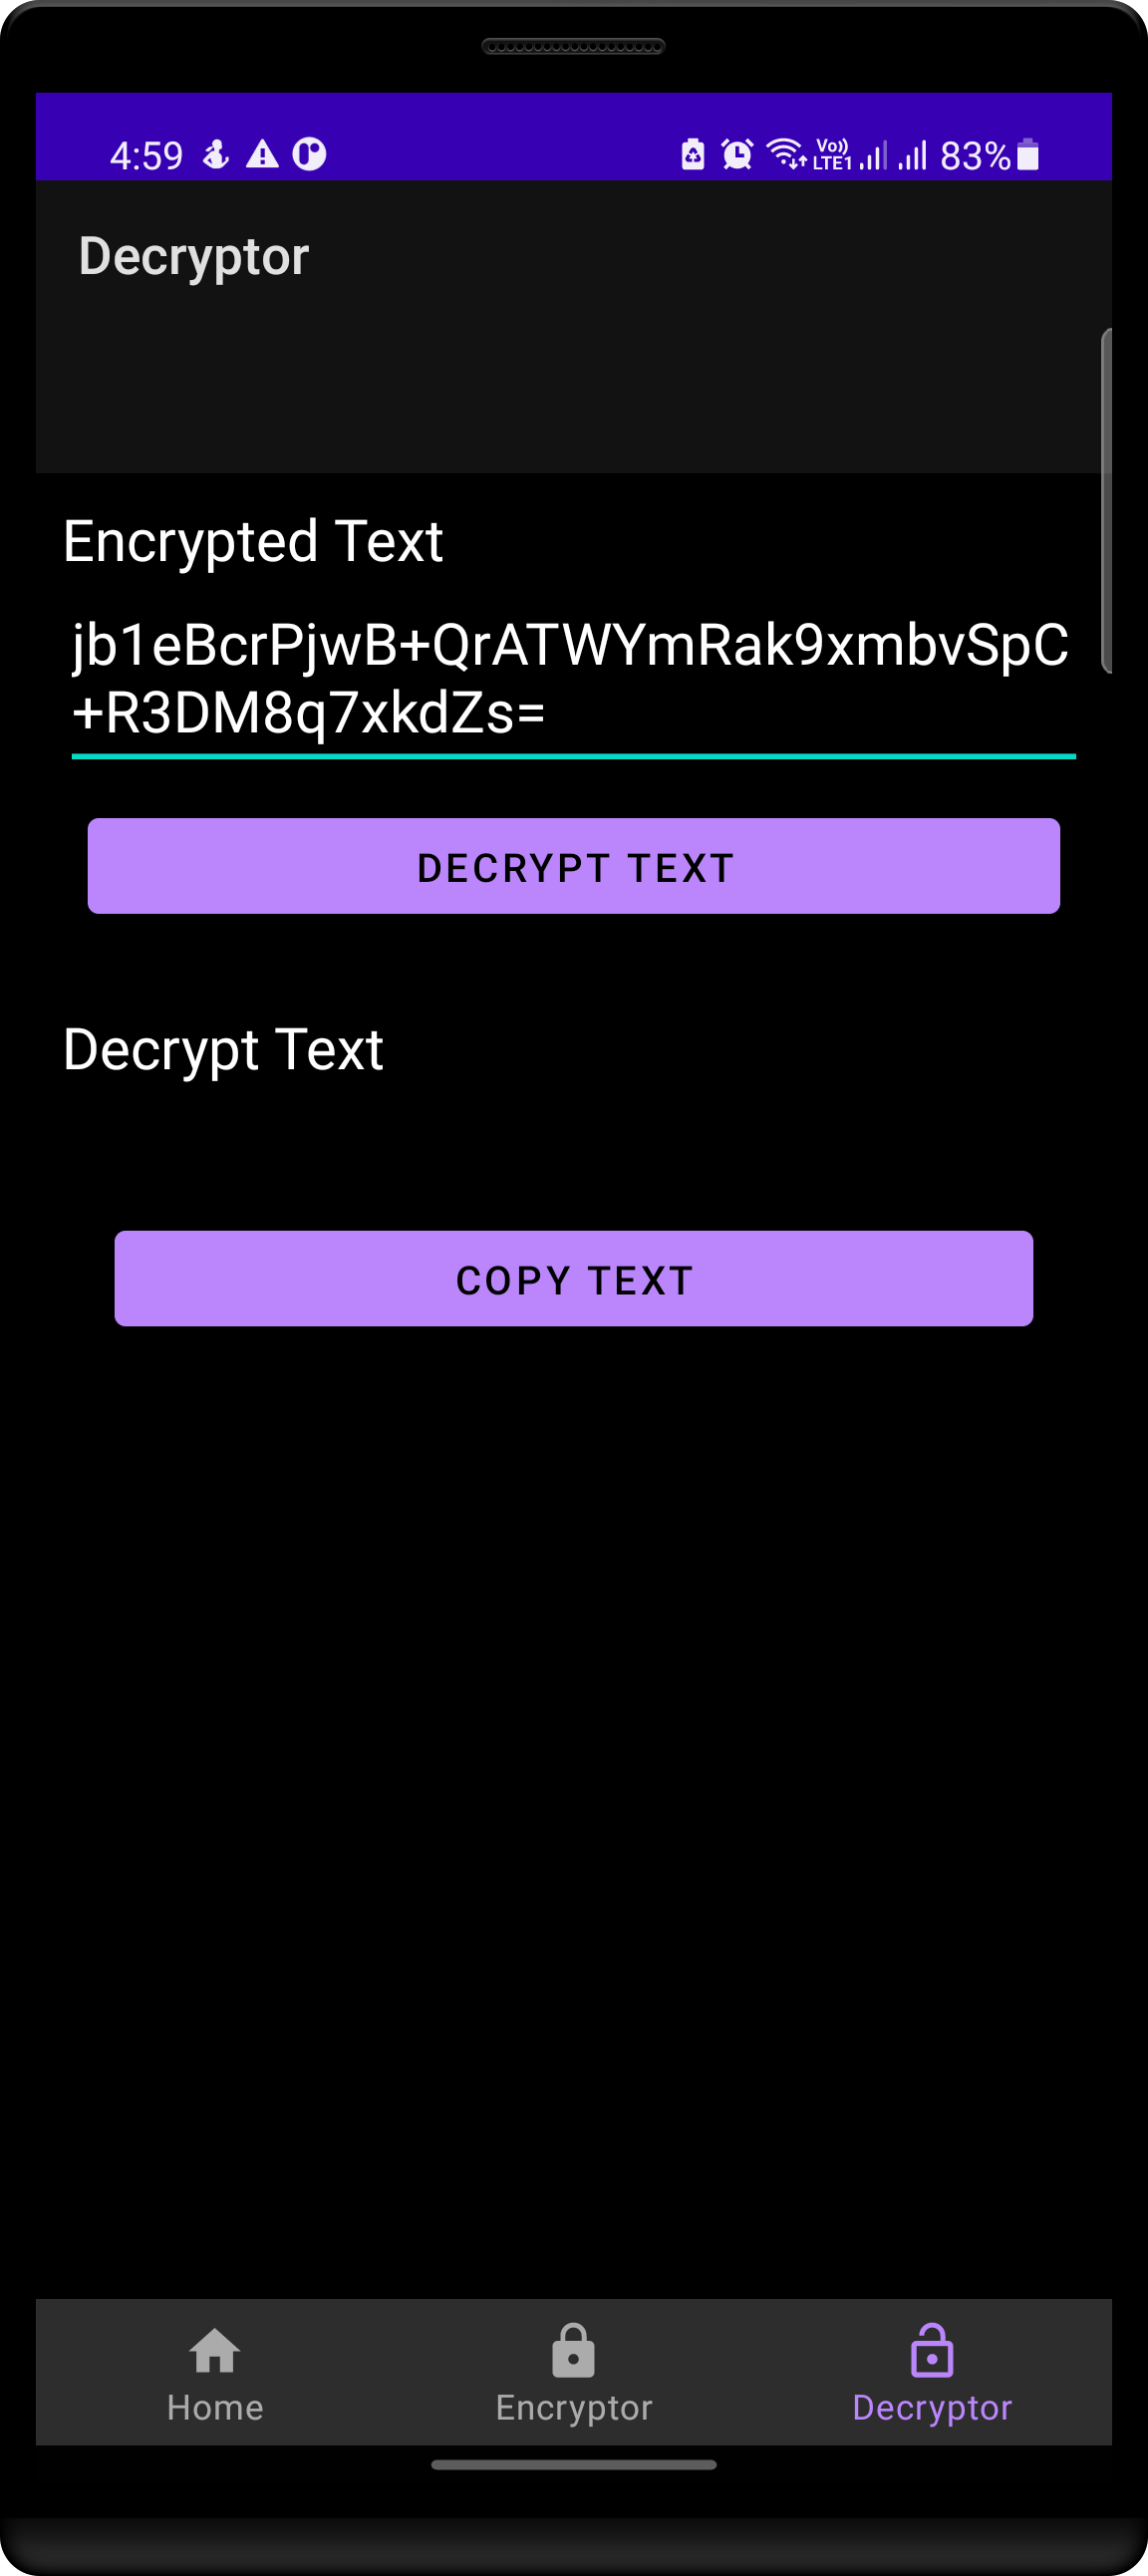 4:59 Vo)) LTE1 83%
Decryptor
Encrypted Text
jb1eBcrPjwB+QrATWYmRak9xmbvSpC
+R3DM8q7xkdZs=
DECRYPT TEXT
Decrypt Text
COPY TEXT
Home Encryptor Decryptor